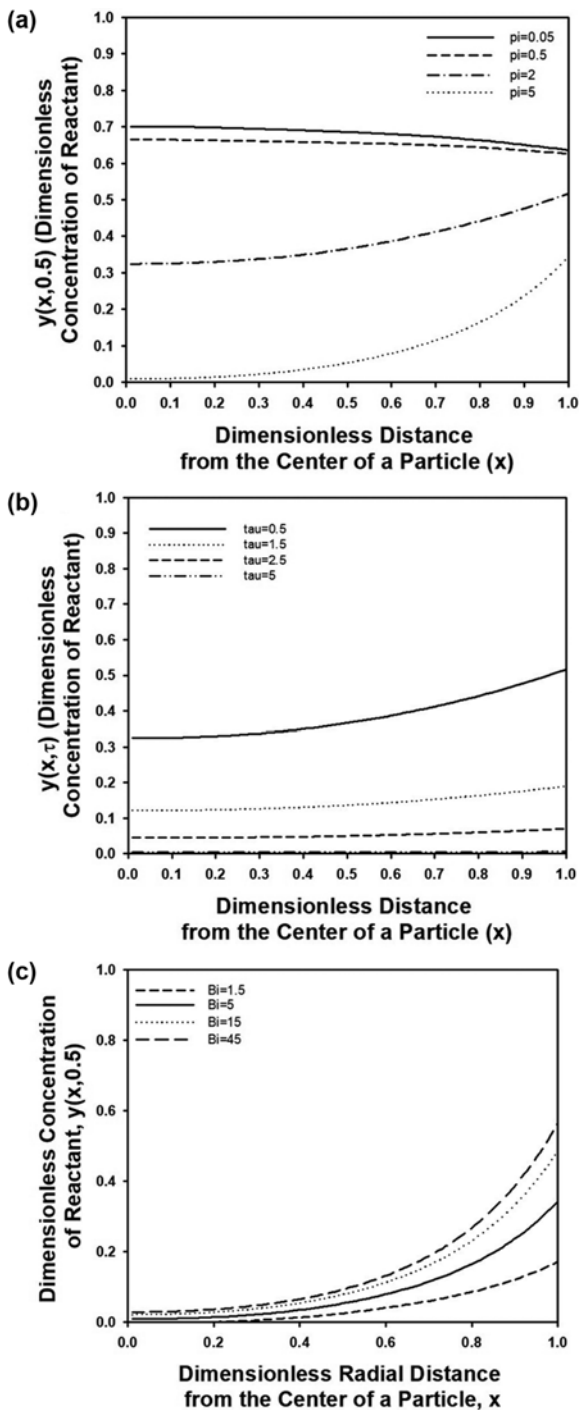 (a)
1.0
0.9
0.8
0.7
0.6
0.5
0.4
0.3
0.2
0.1
0.0
y(x,0.5) (Dimensionless
Concentration of Reactant)
pi=0.05
pi=0.5
pi=2
pi=5
0.0 0.1 0.2 0.3 0.4 0.5 0.6 0.7 0.8 0.9 1.0
Dimensionless Distance
from the Center of a Particle (x)
(b)
1.0
0.9
0.8
0.7
0.6
0.5
0.4
0.3
0.2
0.1
0.0
y(x,τ) (Dimensionless
Concentration of Reactant)
tau=0.5
tau=1.5
tau=2.5
tau=5
0.0 0.1 0.2 0.3 0.4 0.5 0.6 0.7 0.8 0.9 1.0
Dimensionless Distance
from the Center of a Particle (x)
(c)
1.0
0.8
0.6
0.4
0.2
0.0
Dimensionless Concentration
of Reactant, y(x,0.5)
Bi=1.5
Bi=5
Bi=15
Bi=45
0.0 0.2 0.4 0.6 0.8 1.0
Dimensionless Radial Distance
from the Center of a Particle, x